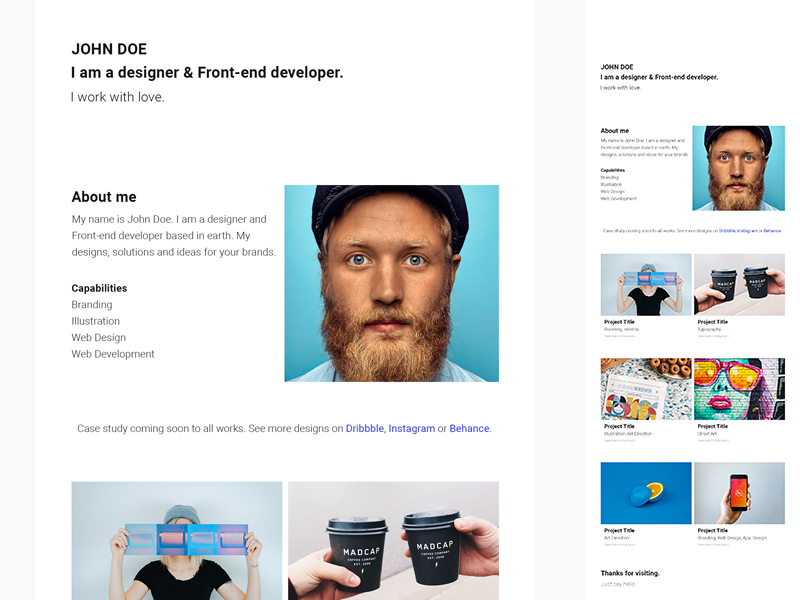 JOHN DOE
I am a designer & Front-end developer.
I work with love.
About me
My name is John Doe. I am a designer and
Front-end developer based in earth. My
designs, solutions and ideas for your brands.
Capabilities
Branding
Illustration
Web Design
Web Development
Case study coming soon to all works. See more designs on Dribbble, Instagram or Behance.
MADCAP
COFFEE COMPANY
EST. 2008
MADCAP
COFFEE COMPANY
EST. 2008
JOHN DOE
I am a designer & Front-end developer.
I work with love.
About me
My name is John Doe. I am a designer and
Front-end developer based in earth. My
designs, solutions and ideas for your brands.
Capabilities
Branding
Illustration
Web Design
Web Development
Case study coming soon to all works. See more designs on Dribbble, Instagram or Behance.
MADCAP
MADCAP
Project Title
Branding, Identity
Project Title
Typography
Project Title
Illustration, Art Direction
Project Title
Street Art
Project Title
Art Direction
Project Title
Branding, Web Design, App Design
Thanks for visiting.
Just say hello.